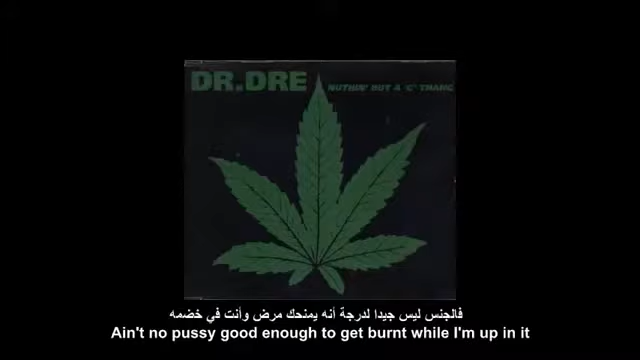 DR. DRE
NUTHIN' BUT A 'G' THANG
فالجنس ليس جيدا لدرجة أنه يمنحك مرض وأنت في خضمه
Ain't no pussy good enough to get burnt while I'm up in it